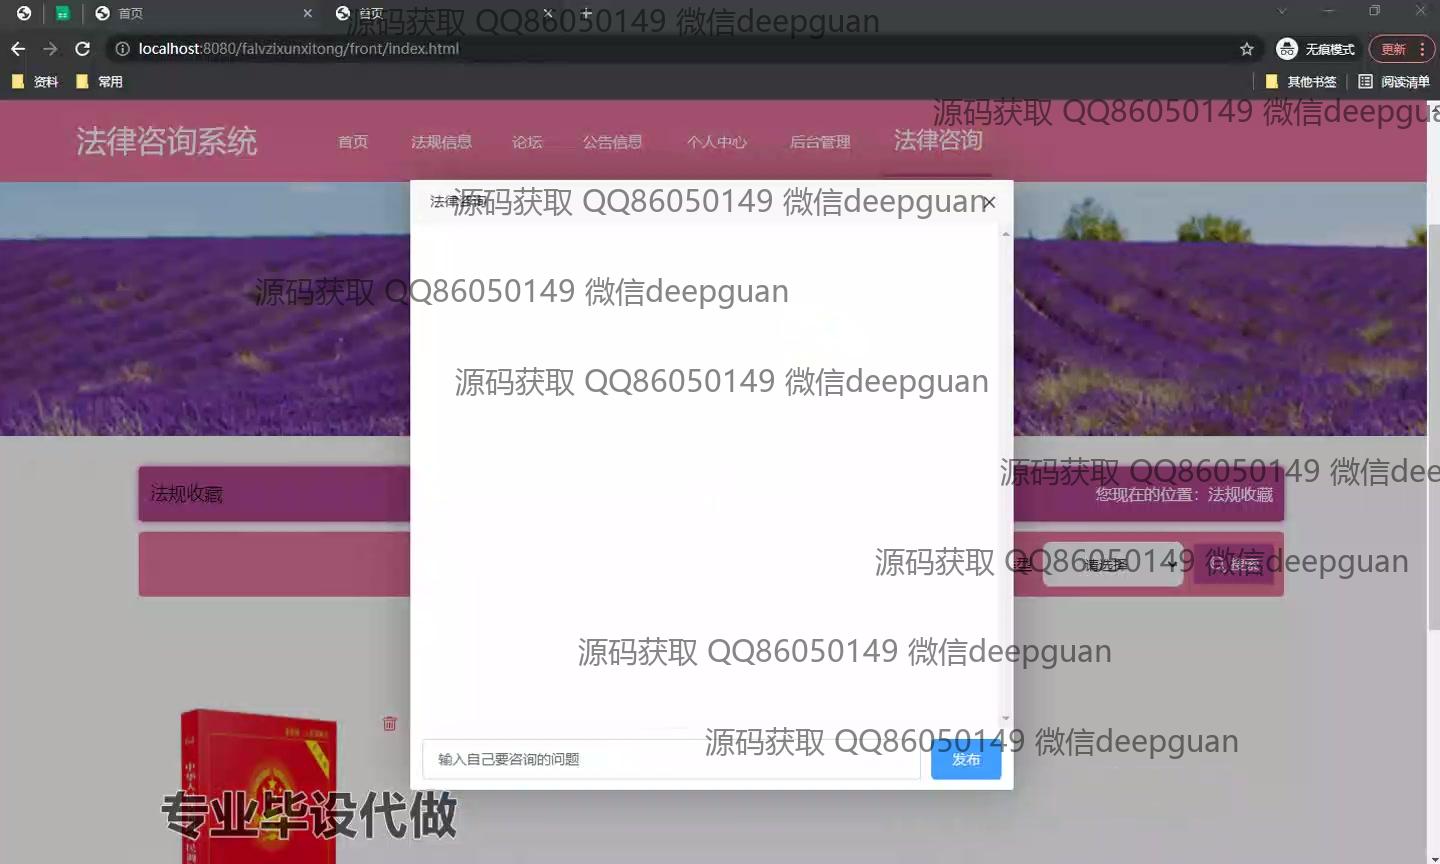 首页
首页
源码获取 QQ86050149 微信deepguan
localhost:8080/falvzixunxitong/front/index.html
无痕模式
更新
资料
常用
其他书签
阅读清单
源码获取 QQ86050149 微信deepgua
法律咨询系统
首页
法规信息
论坛
公告信息
个人中心
后台管理
法律咨询
法律咨询
源码获取 QQ86050149 微信deepguan
源码获取 QQ86050149 微信deepguan
源码获取 QQ86050149 微信deepguan
源码获取 QQ86050149 微信dee
法规收藏
您现在的位置：法规收藏
源码获取 QQ86050149 微信deepguan
请选择
搜索
源码获取 QQ86050149 微信deepguan
源码获取 QQ86050149 微信deepguan
输入自己要咨询的问题
发布
专业毕设代做